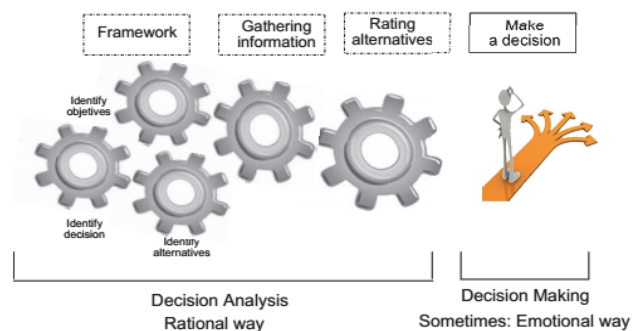 Framework
Gathering
information
Rating
alternatives
Make
a decision
Identify
objetives
Identify
decision
Identify
alternatives
Decision Analysis
Rational way
Decision Making
Sometimes: Emotional way